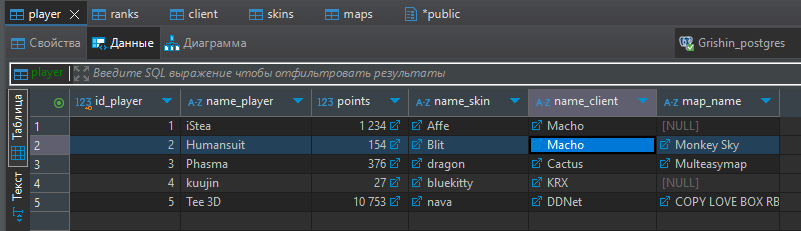 player ranks client skins maps *public
Свойства Данные Диаграмма Grishin_postgres
player Введите SQL выражение чтобы отфильтровать результаты
Таблица
Текст
123 id_player A-Z name_player 123 points A-Z name_skin A-Z name_client A-Z map_name
1 1 iStea 1 234 Affe Macho [NULL]
2 2 Humansuit 154 Blit Macho Monkey Sky
3 3 Phasma 376 dragon Cactus Multeasymap
4 4 kuujin 27 bluekitty KRX [NULL]
5 5 Tee 3D 10 753 nava DDNet COPY LOVE BOX RB